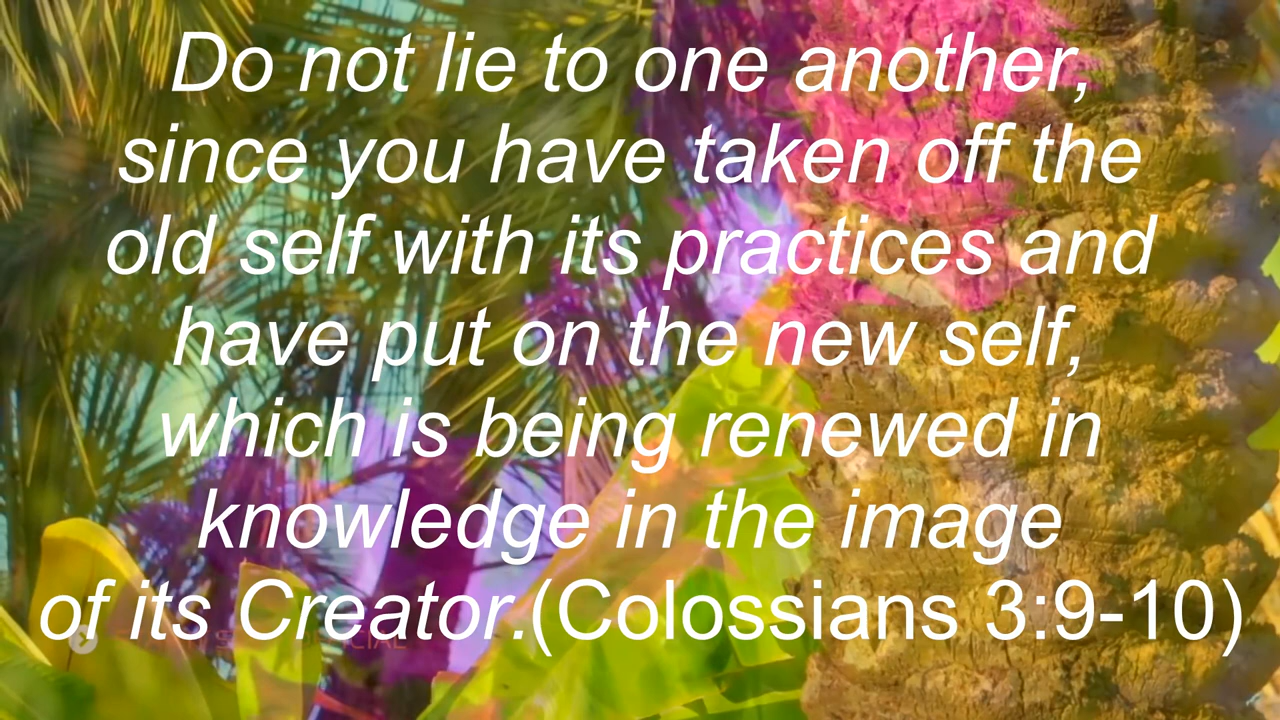 Do not lie to one another,
since you have taken off the
old self with its practices and
have put on the new self,
which is being renewed in
knowledge in the image
of its Creator.(Colossians 3:9-10)